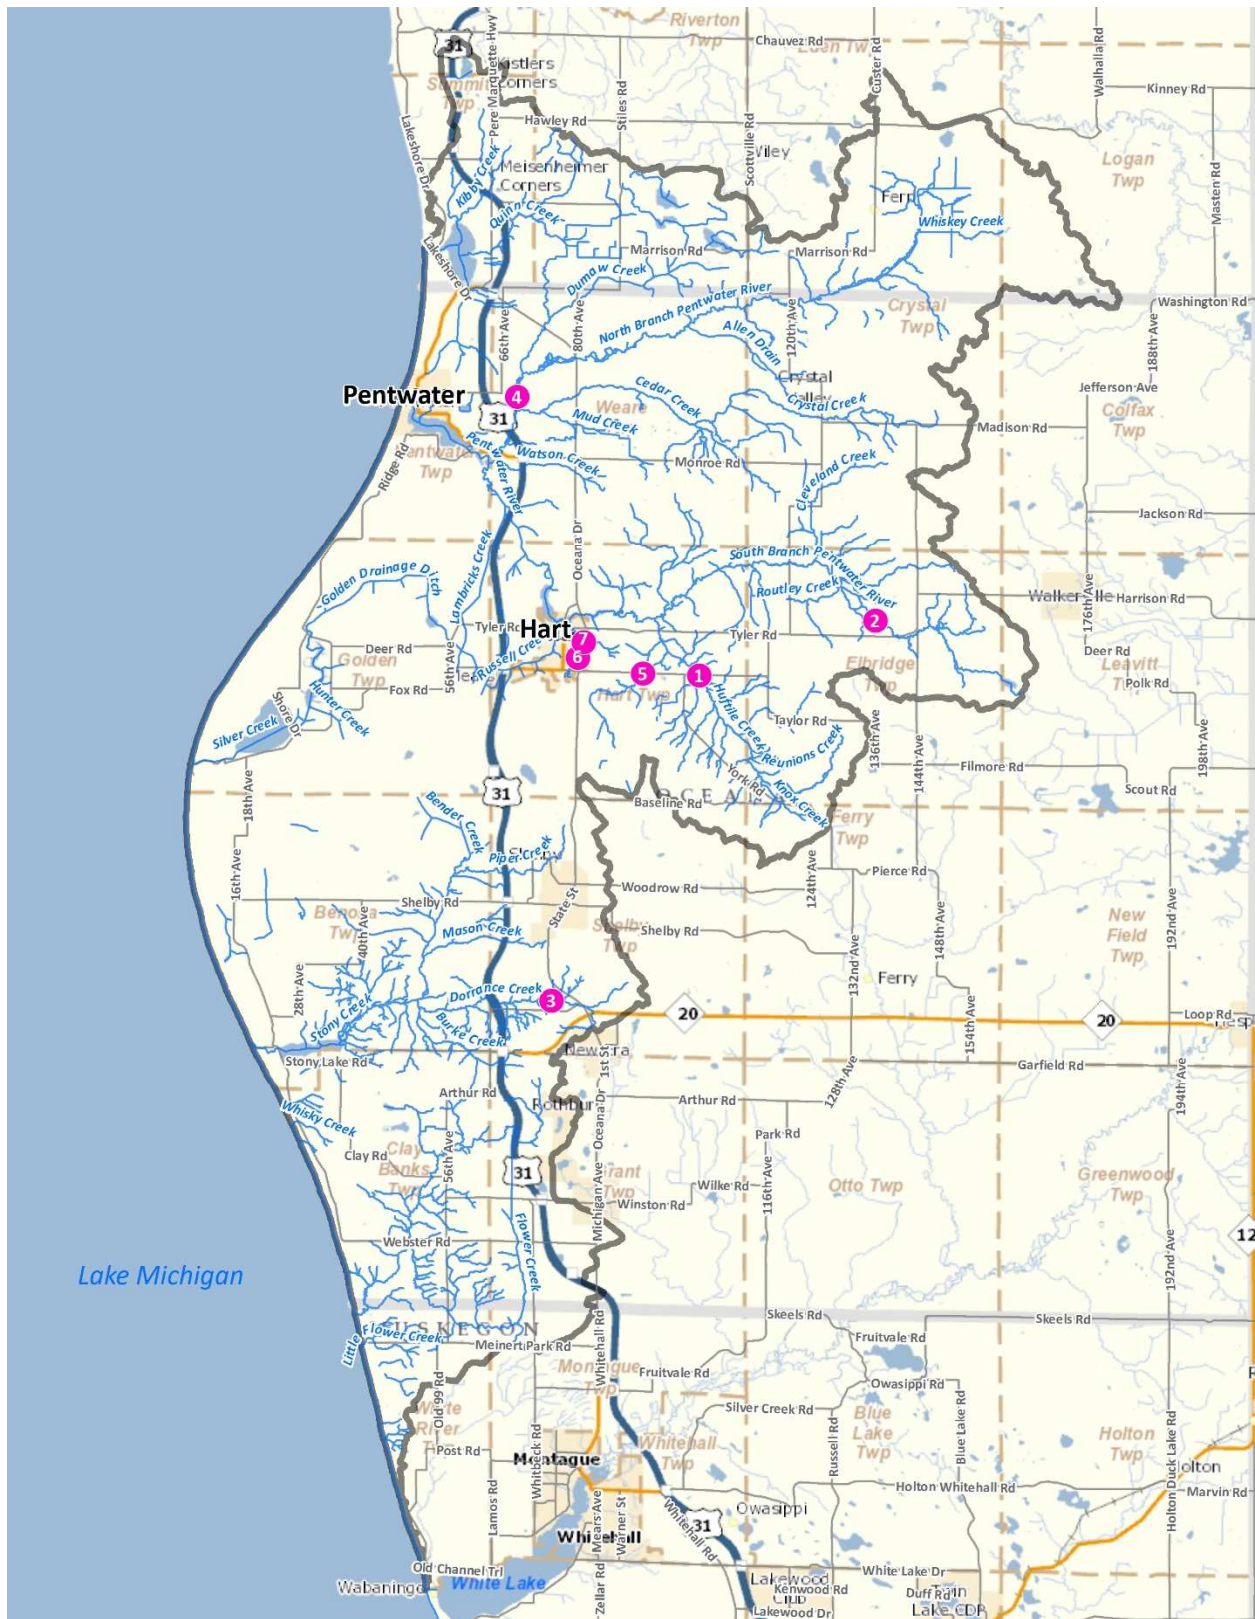 Riverton
Twp
Chauvez Rd
31
Pere Marquette Hwy
Custer Rd
Walhalla Rd
Kinney Rd
Summit
Twp
Corners
Stiles Rd
Hawley Rd
Scottville Rd
Wiley
Lakeshore Dr
Meisenheimer
Corners
Logan
Twp
Masten Rd
Kibby Creek
Quinn Creek
Whiskey Creek
Marrison Rd
Marrison Rd
Lakeshore Dr
Dumaw Creek
North Branch Pentwater River
Crystal
Twp
Washington Rd
66th Ave
80th Ave
Allen Drain
120th Ave
188th Ave
Pentwater
4
31
Weare
Cedar Creek
Crystal
Crystal Creek
Jefferson Ave
Colfax
Twp
Mud Creek
Madison Rd
Pentwater River
Watson Creek
Monroe Rd
Twp
Ridge Rd
Cleveland Creek
Jackson Rd
Oceana Dr
South Branch Pentwater River
Golden Drainage Ditch
Lambricks Creek
Routley Creek
2
Harrison Rd
176th Ave
Tyler Rd
Hart
7
6
5
1
Tyler Rd
Deer Rd
Golden
Twp
56th Ave
Russell Creek
Fox Rd
Hart Twp
Elbridge
Twp
Deer Rd
Leavitt
Polk Rd
Hunter Creek
Shore Dr
Silver Creek
Huftile Creek
Taylor Rd
Reunions Creek
136th Ave
144th Ave
Filmore Rd
198th Ave
York Rd
Knox Creek
18th Ave
31
OCEANA
Baseline Rd
Scout Rd
Ferry
Twp
Bender Creek
Piper Creek
16th Ave
Woodrow Rd
124th Ave
Pierce Rd
Shelby Rd
State St
Benona
Twp
40th Ave
Mason Creek
Shelby
Twp
Shelby Rd
132nd Ave
148th Ave
New
Field
Twp
192nd Ave
28th Ave
Ferry
Dorrance Creek
3
Stony Creek
Burke Creek
20
20
Loop Rd
154th Ave
Stony Lake Rd
1st St
Garfield Rd
128th Ave
Arthur Rd
Oceana Dr
Arthur Rd
194th Ave
Whisky Creek
Park Rd
Clay Rd
Clay
Banks
Twp
56th Ave
31
Michigan Ave
Wilke Rd
116th Ave
Otto Twp
Greenwood
Twp
Winston Rd
Webster Rd
Flower Creek
192nd Ave
12
Lake Michigan
Skeels Rd
Skeels Rd
Little Flower Creek
Meinert Park Rd
Whitehall Rd
Fruitvale Rd
Montague
Twp
Fruitvale Rd
Owasippi Rd
Old 99 Rd
White
River
Silver Creek Rd
Blue
Lake
Twp
Blue Lake Rd
Holton
Twp
Post Rd
Whitbeck Rd
Whitehall
Twp
Russell Rd
Holton Duck Lake Rd
Montague
Holton Whitehall Rd
Marvin Rd
Lamos Rd
Mears Ave
Warner St
Whitehall Rd
31
Owasippi
Whitehall
Old Channel Trl
Wabaningo
White Lake
Zellar Rd
White Lake Dr
Lakewood
Club
Kenwood Rd
Lakewood Dr
Duff Rd
Twin
Lake CDP